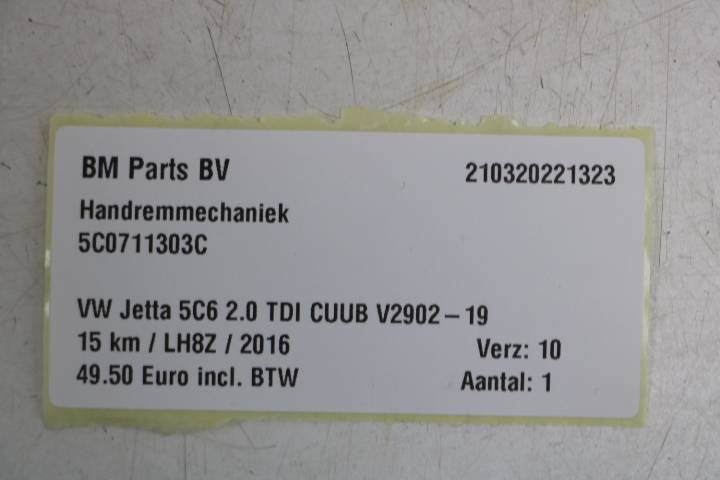 BM Parts BV 210320221323
Handremmechaniek
5C0711303C
VW Jetta 5C6 2.0 TDI CUUB V2902-19
15 km / LH8Z / 2016 Verz: 10
49.50 Euro incl. BTW Aantal: 1